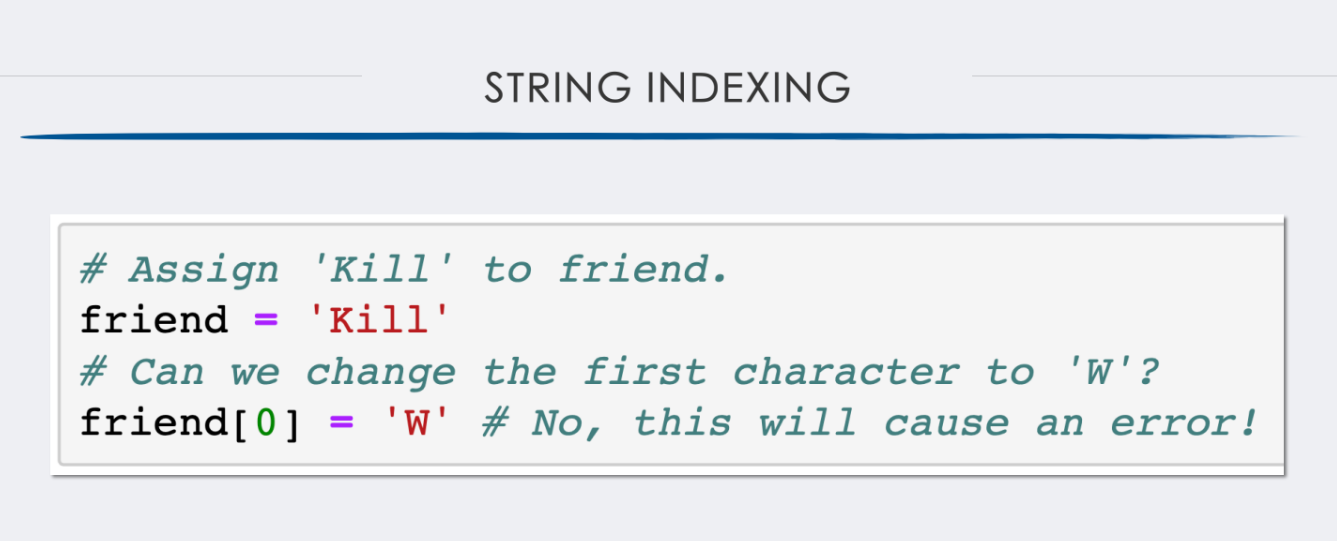 STRING INDEXING
# Assign 'Kill' to friend.
friend = 'Kill'
# Can we change the first character to 'W'?
friend[0] = 'W' # No, this will cause an error!